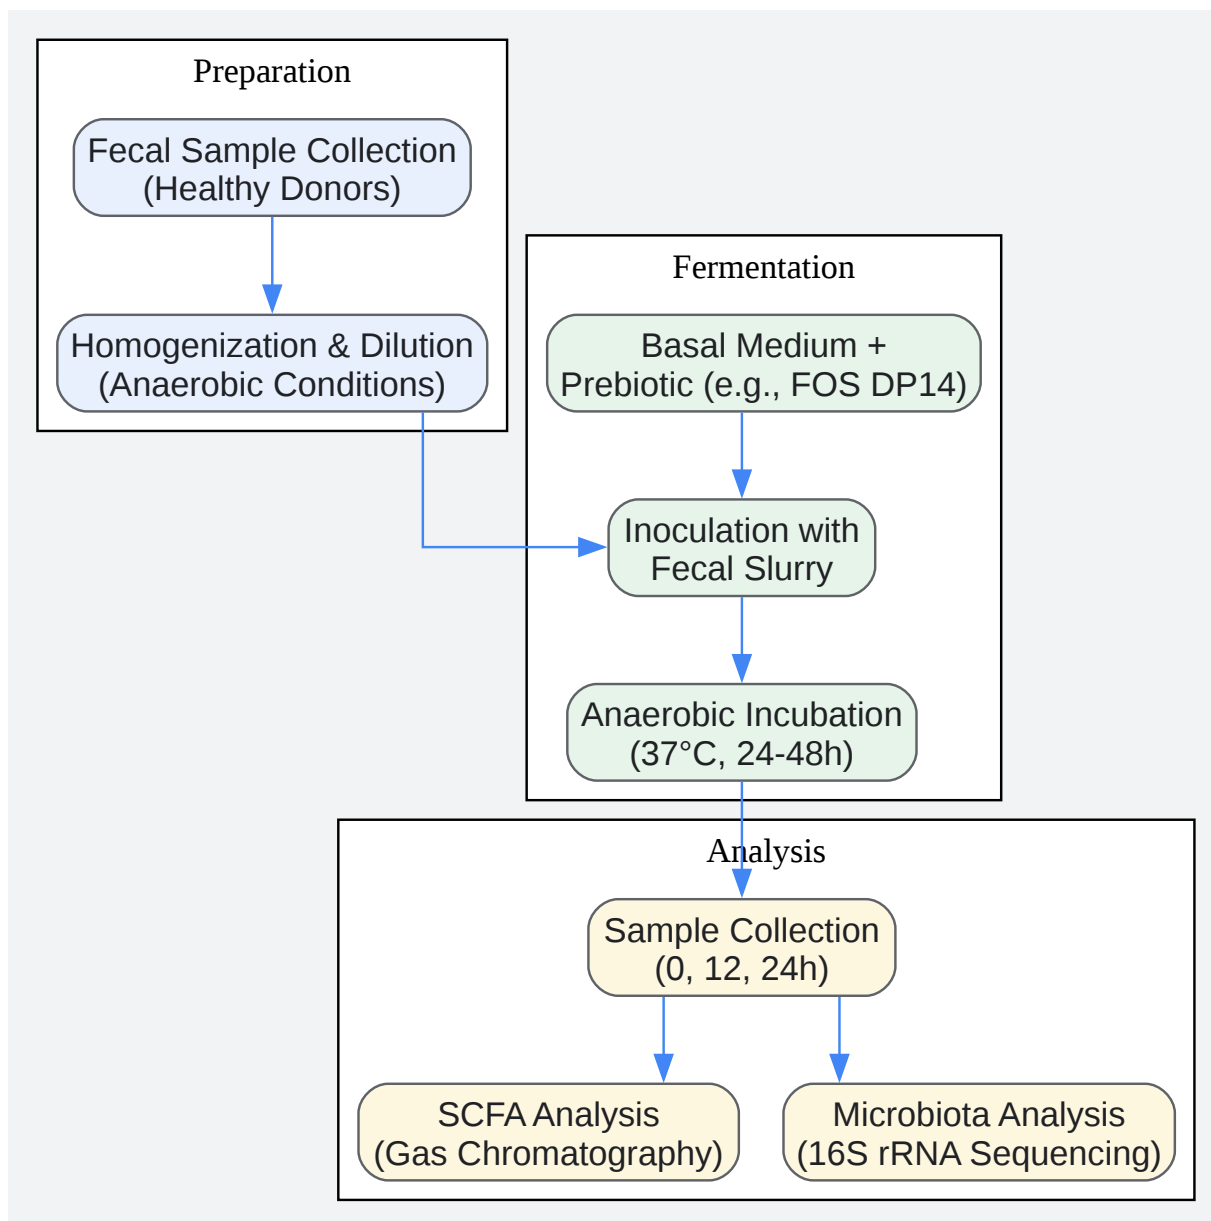 Preparation
Fecal Sample Collection
(Healthy Donors)
Homogenization & Dilution
(Anaerobic Conditions)
Fermentation
Basal Medium +
Prebiotic (e.g., FOS DP14)
Inoculation with
Fecal Slurry
Anaerobic Incubation
(37°C, 24-48h)
Analysis
Sample Collection
(0, 12, 24h)
SCFA Analysis
(Gas Chromatography)
Microbiota Analysis
(16S rRNA Sequencing)